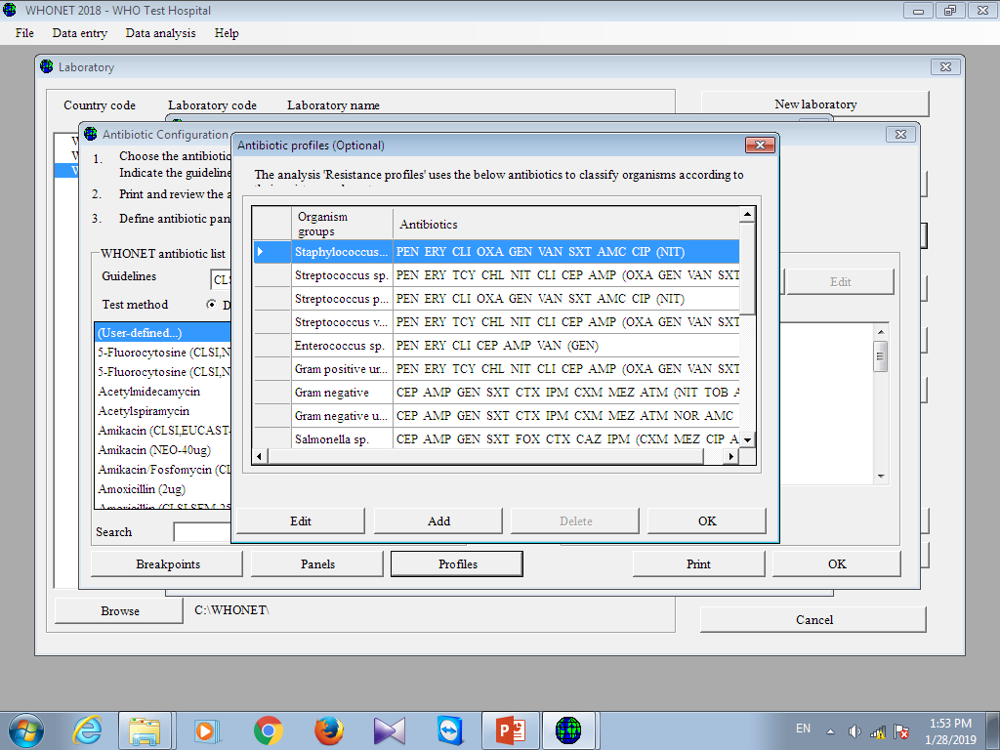 WHONET 2018 - WHO Test Hospital
File Data entry Data analysis Help
Laboratory
Country code Laboratory code Laboratory name
New laboratory
Antibiotic Configuration
1. Choose the antibiotic
Indicate the guideline
2. Print and review the a
3. Define antibiotic pan
WHONET antibiotic list
Guidelines CLS
Test method D
(User-defined...)
5-Fluorocytosine (CLSI,N
5-Fluorocytosine (CLSI,N
Acetylmidecamycin
Acetylspiramycin
Amikacin (CLSI,EUCAST-
Amikacin (NEO-40ug)
Amikacin/Fosfomycin (CL
Amoxicillin (2ug)
Amoxicillin (CLSI,SFM-25
Search
Edit
Antibiotic profiles (Optional)
The analysis 'Resistance profiles' uses the below antibiotics to classify organisms according to
Organism groups Antibiotics
Staphylococcus... PEN ERY CLI OXA GEN VAN SXT AMC CIP (NIT)
Streptococcus sp. PEN ERY TCY CHL NIT CLI CEP AMP (OXA GEN VAN SXT
Streptococcus p... PEN ERY CLI OXA GEN VAN SXT AMC CIP (NIT)
Streptococcus v... PEN ERY TCY CHL NIT CLI CEP AMP (OXA GEN VAN SXT
Enterococcus sp. PEN ERY CLI CEP AMP VAN (GEN)
Gram positive ur... PEN ERY TCY CHL NIT CLI CEP AMP (OXA GEN VAN SXT
Gram negative CEP AMP GEN SXT CTX IPM CXM MEZ ATM (NIT TOB A
Gram negative u... CEP AMP GEN SXT CTX IPM CXM MEZ ATM NOR AMC
Salmonella sp. CEP AMP GEN SXT FOX CTX CAZ IPM (CXM MEZ CIP A
Edit Add Delete OK
Breakpoints Panels Profiles Print OK
Browse C:\WHONET\
Cancel
EN
1:53 PM
1/28/2019